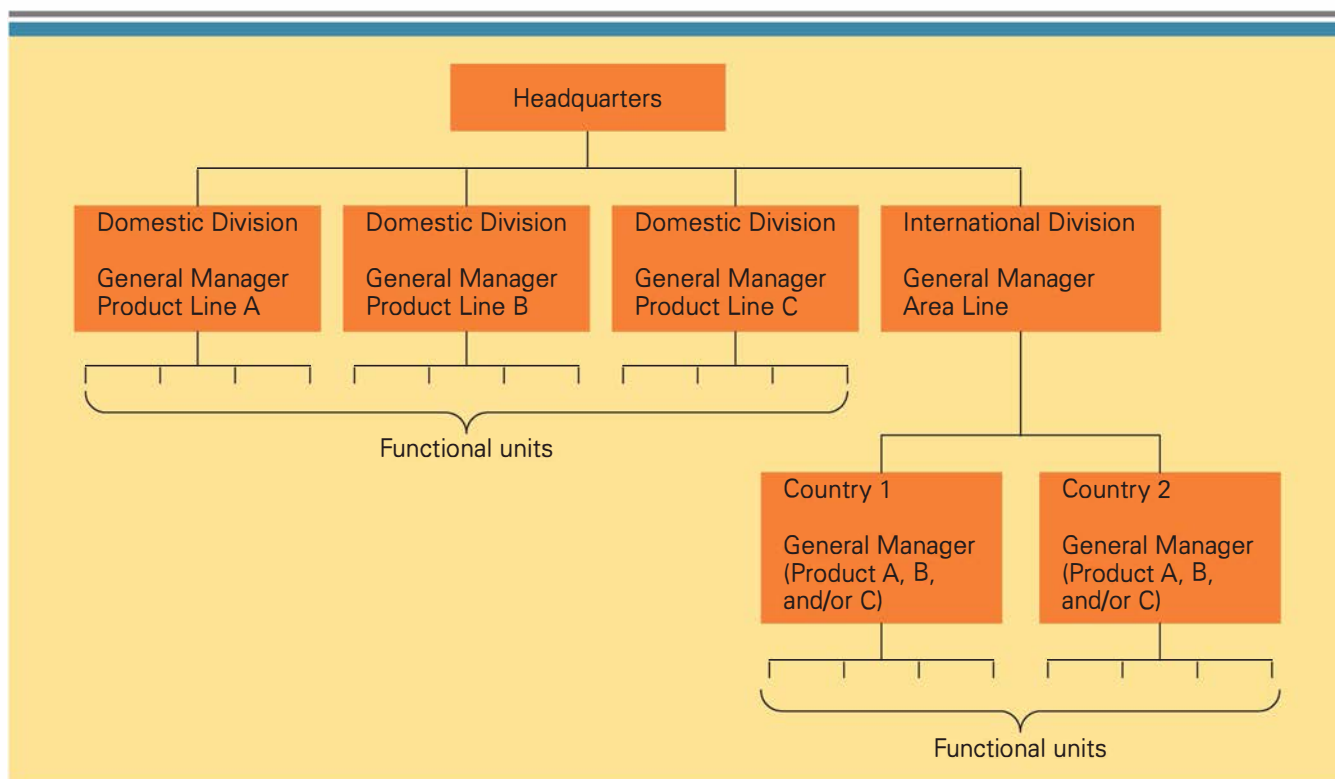 Headquarters
Domestic Division
General Manager
Product Line A
Domestic Division
General Manager
Product Line B
Domestic Division
General Manager
Product Line C
International Division
General Manager
Area Line
Functional units
Country 1
General Manager
(Product A, B,
and/or C)
Country 2
General Manager
(Product A, B,
and/or C)
Functional units